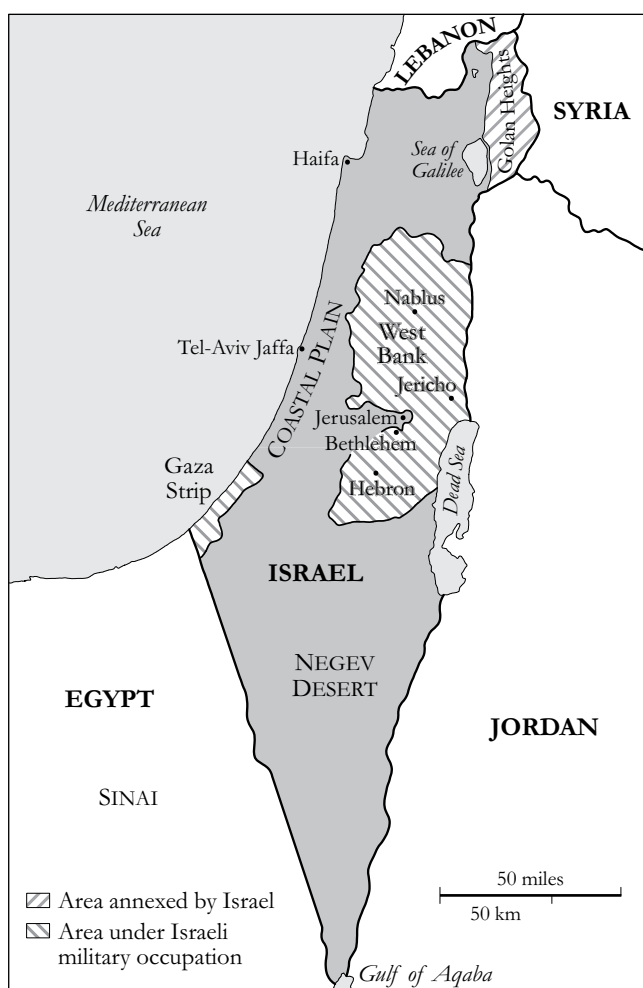 LEBANON
Golan Heights
SYRIA
Haifa
Sea of
Galilee
Mediterranean
Sea
Nablus
West
Bank
Tel-Aviv Jaffa
COASTAL PLAIN
Jericho
Jerusalem
Bethlehem
Gaza
Strip
Hebron
Dead Sea
ISRAEL
NEGEV
DESERT
EGYPT
JORDAN
SINAI
50 miles
50 km
Area annexed by Israel
Area under Israeli
military occupation
Gulf of Aqaba